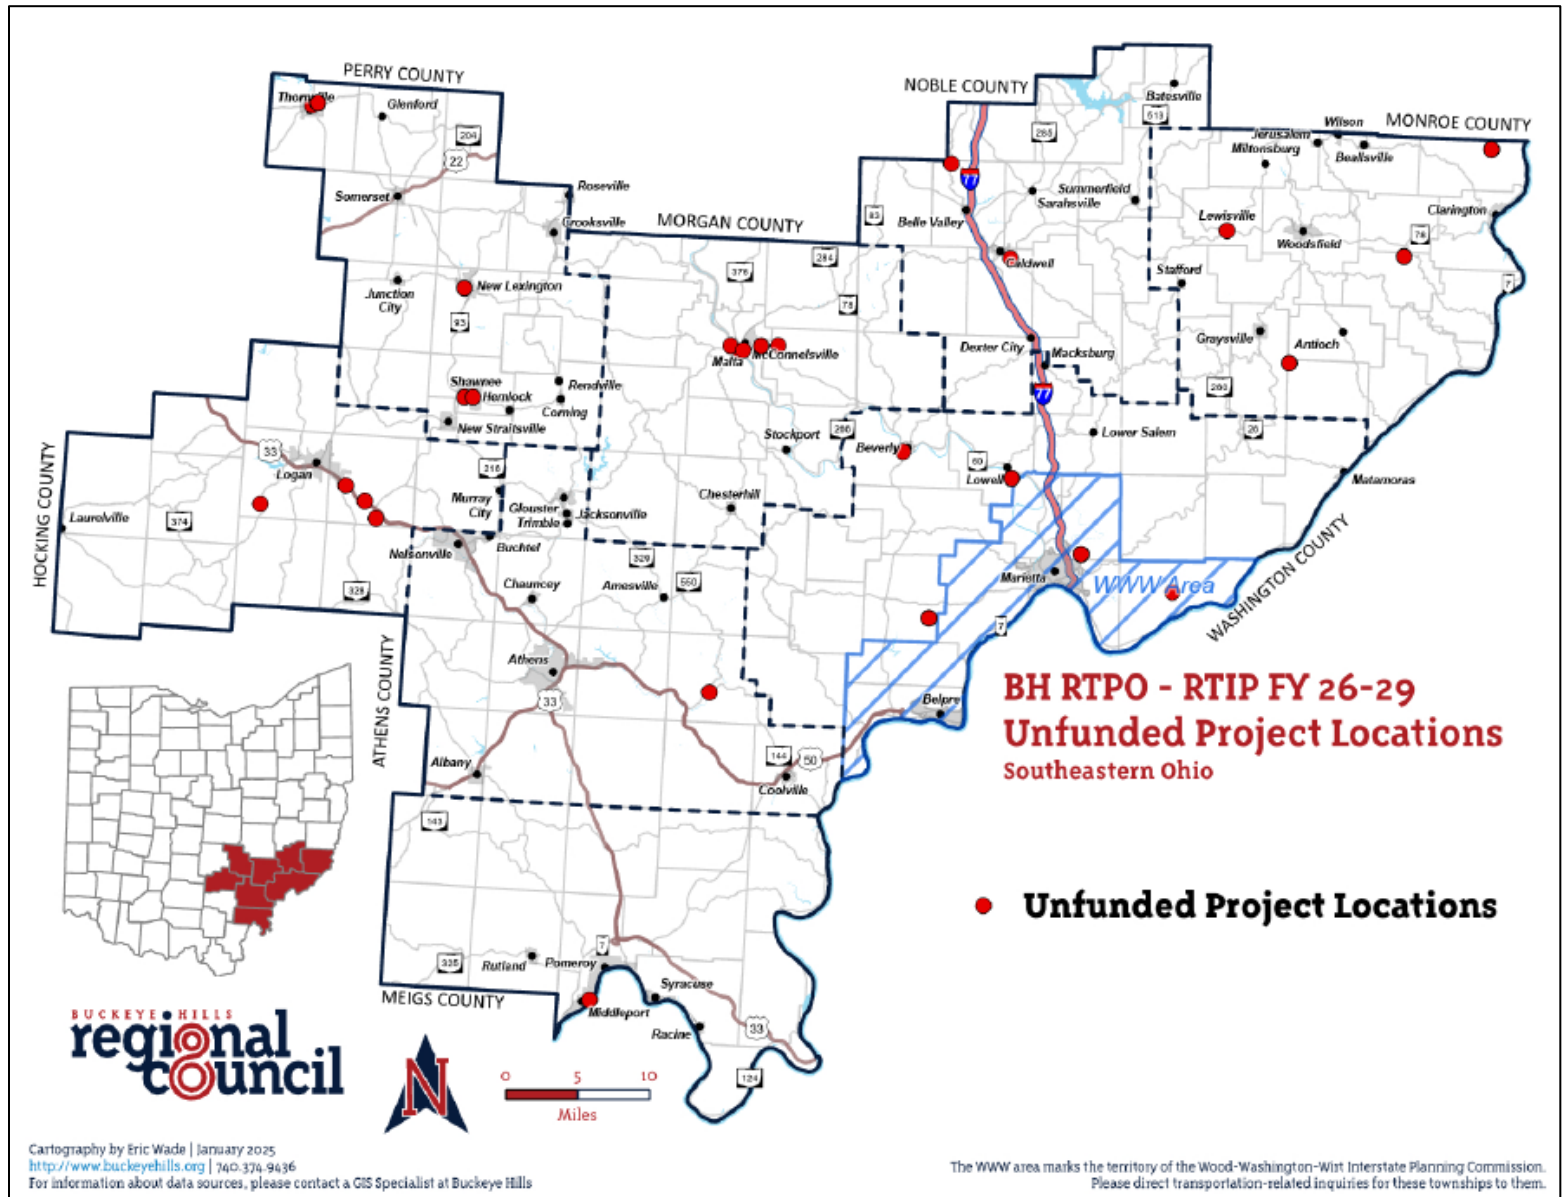 PERRY COUNTY
NOBLE COUNTY
MONROE COUNTY
Thornville
Glenford
204
22
Somerset
Roseville
Crooksville
MORGAN COUNTY
Batesville
513
285
Wilson
Jerusalem
Miltonsburg
Beallsville
77
Summerfield
Sarahsville
83
Belle Valley
Lewisville
Clarington
Woodsfield
78
Caldwell
Stafford
7
Junction
City
New Lexington
93
376
284
78
Malta
McConnelsville
Dexter City
Macksburg
Graysville
Antioch
260
77
Shawnee
Hemlock
Rendville
Corning
New Straitsville
Stockport
266
Beverly
60
Lowell
Lower Salem
26
Matamoras
HOCKING COUNTY
33
Logan
216
Murray
City
Glouster
Trimble
Jacksonville
Chesterhill
Laurelville
374
Nelsonville
Buchtel
329
550
Chauncey
Amesville
328
Marietta
WWW Area
WASHINGTON COUNTY
7
ATHENS COUNTY
Athens
33
Belpre
Albany
144
50
Coolville
143
BH RTPO - RTIP FY 26-29
Unfunded Project Locations
Southeastern Ohio
Unfunded Project Locations
7
325
Rutland
Pomeroy
Syracuse
MEIGS COUNTY
Middleport
Racine
33
124
BUCKEYE HILLS
regional
council
N
0 5 10
Miles
Cartography by Eric Wade | January 2025
http://www.buckeyehills.org | 740.374.9436
For information about data sources, please contact a GIS Specialist at Buckeye Hills
The WWW area marks the territory of the Wood-Washington-Wirt Interstate Planning Commission.
Please direct transportation-related inquiries for these townships to them.